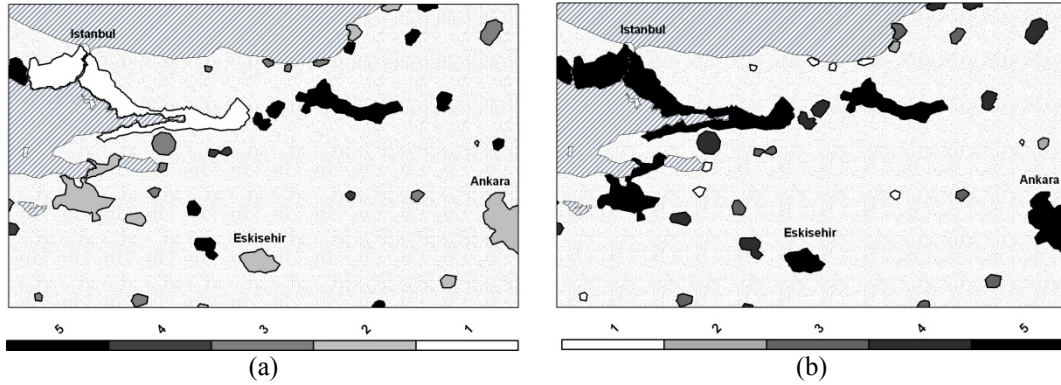 Istanbul
Ankara
Eskisehir
5 4 3 2 1
(a)
Istanbul
Ankara
Eskisehir
1 2 3 4 5
(b)